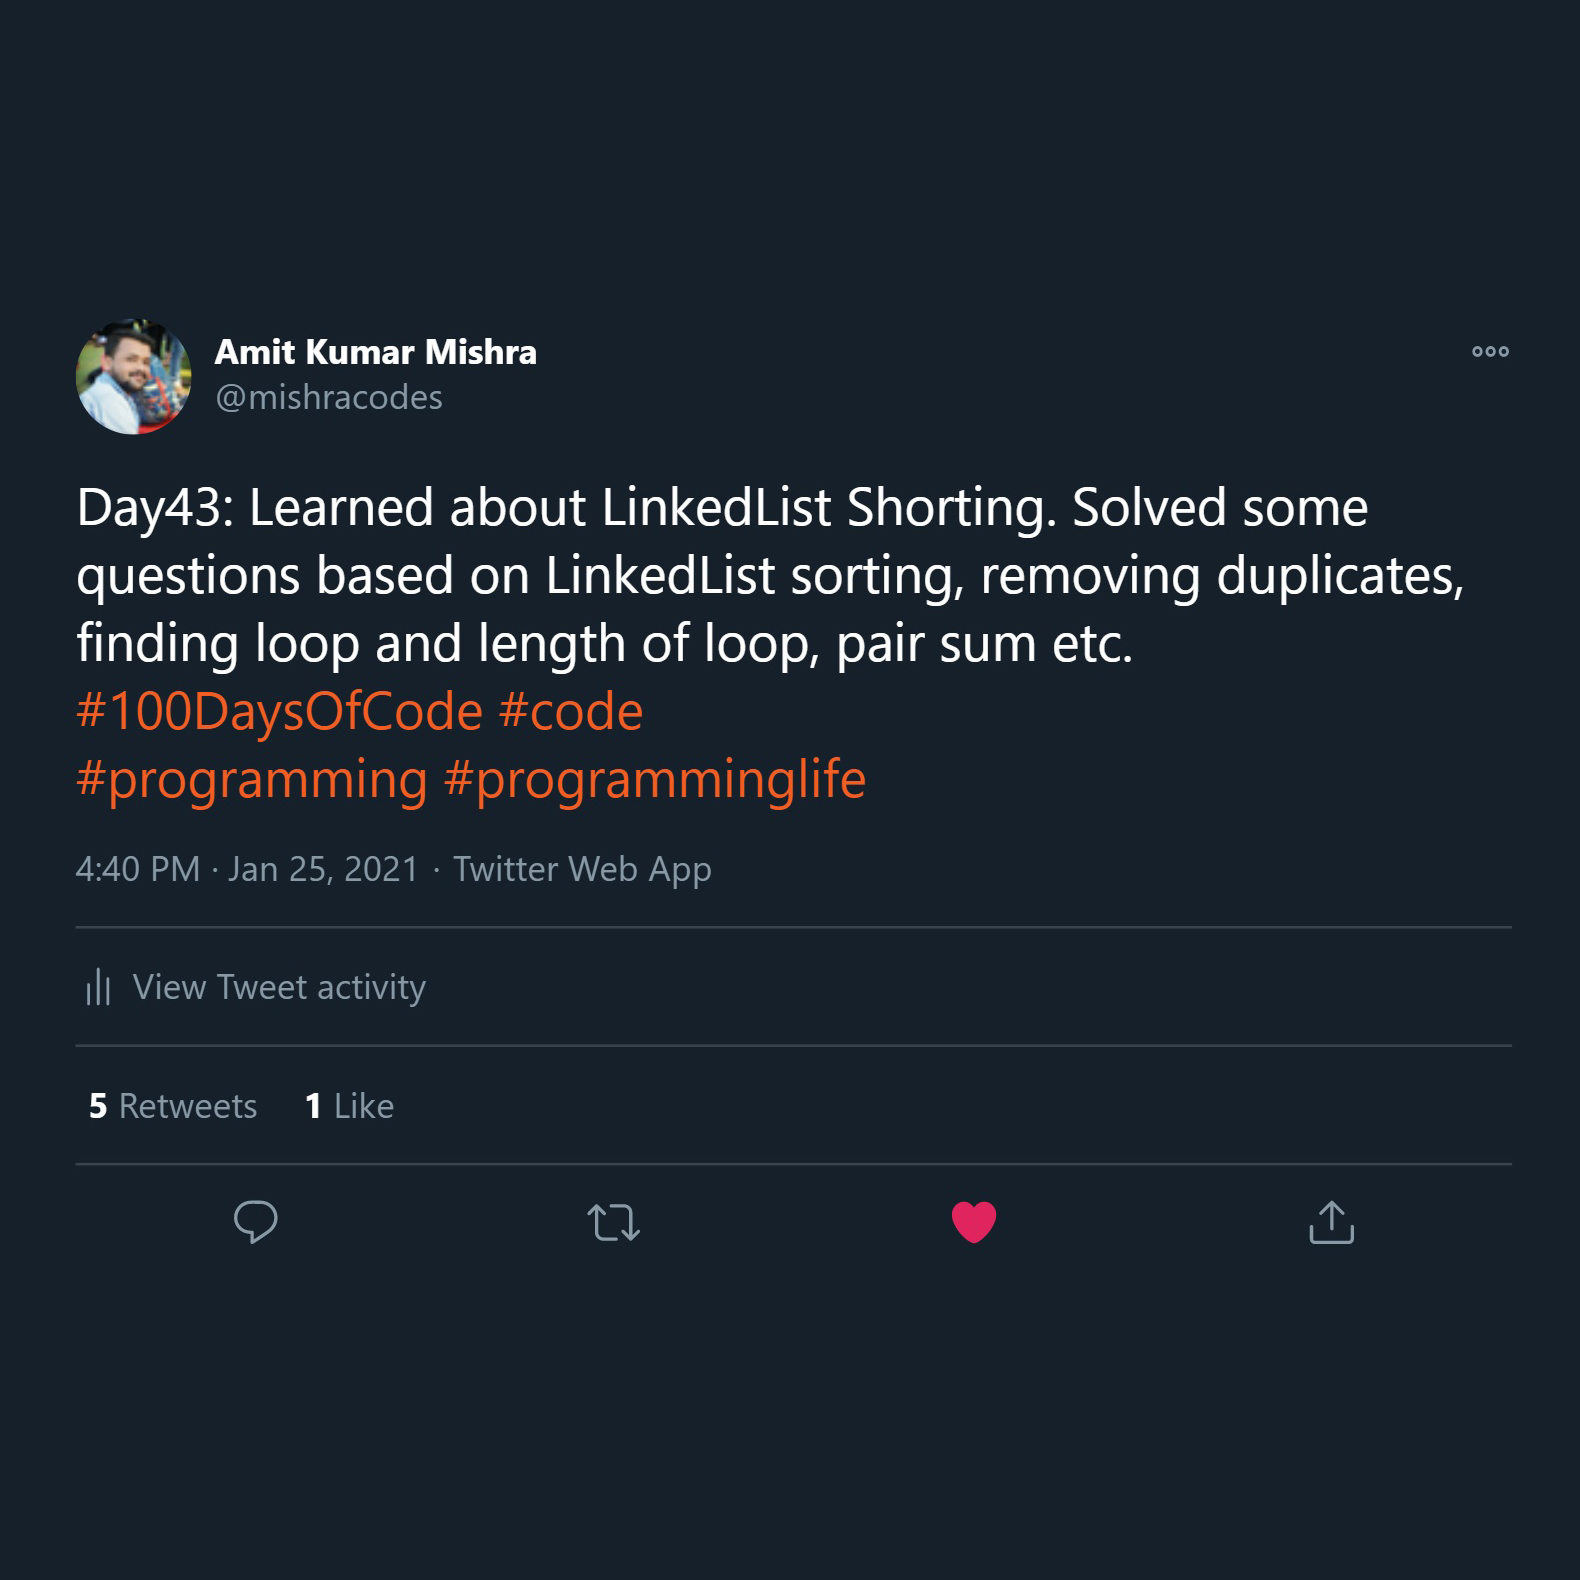 Amit Kumar Mishra
@mishracodes
Day43: Learned about LinkedList Shorting. Solved some
questions based on LinkedList sorting, removing duplicates,
finding loop and length of loop, pair sum etc.
#100DaysOfCode #code
#programming #programminglife
4:40 PM · Jan 25, 2021 · Twitter Web App
View Tweet activity
5 Retweets 1 Like